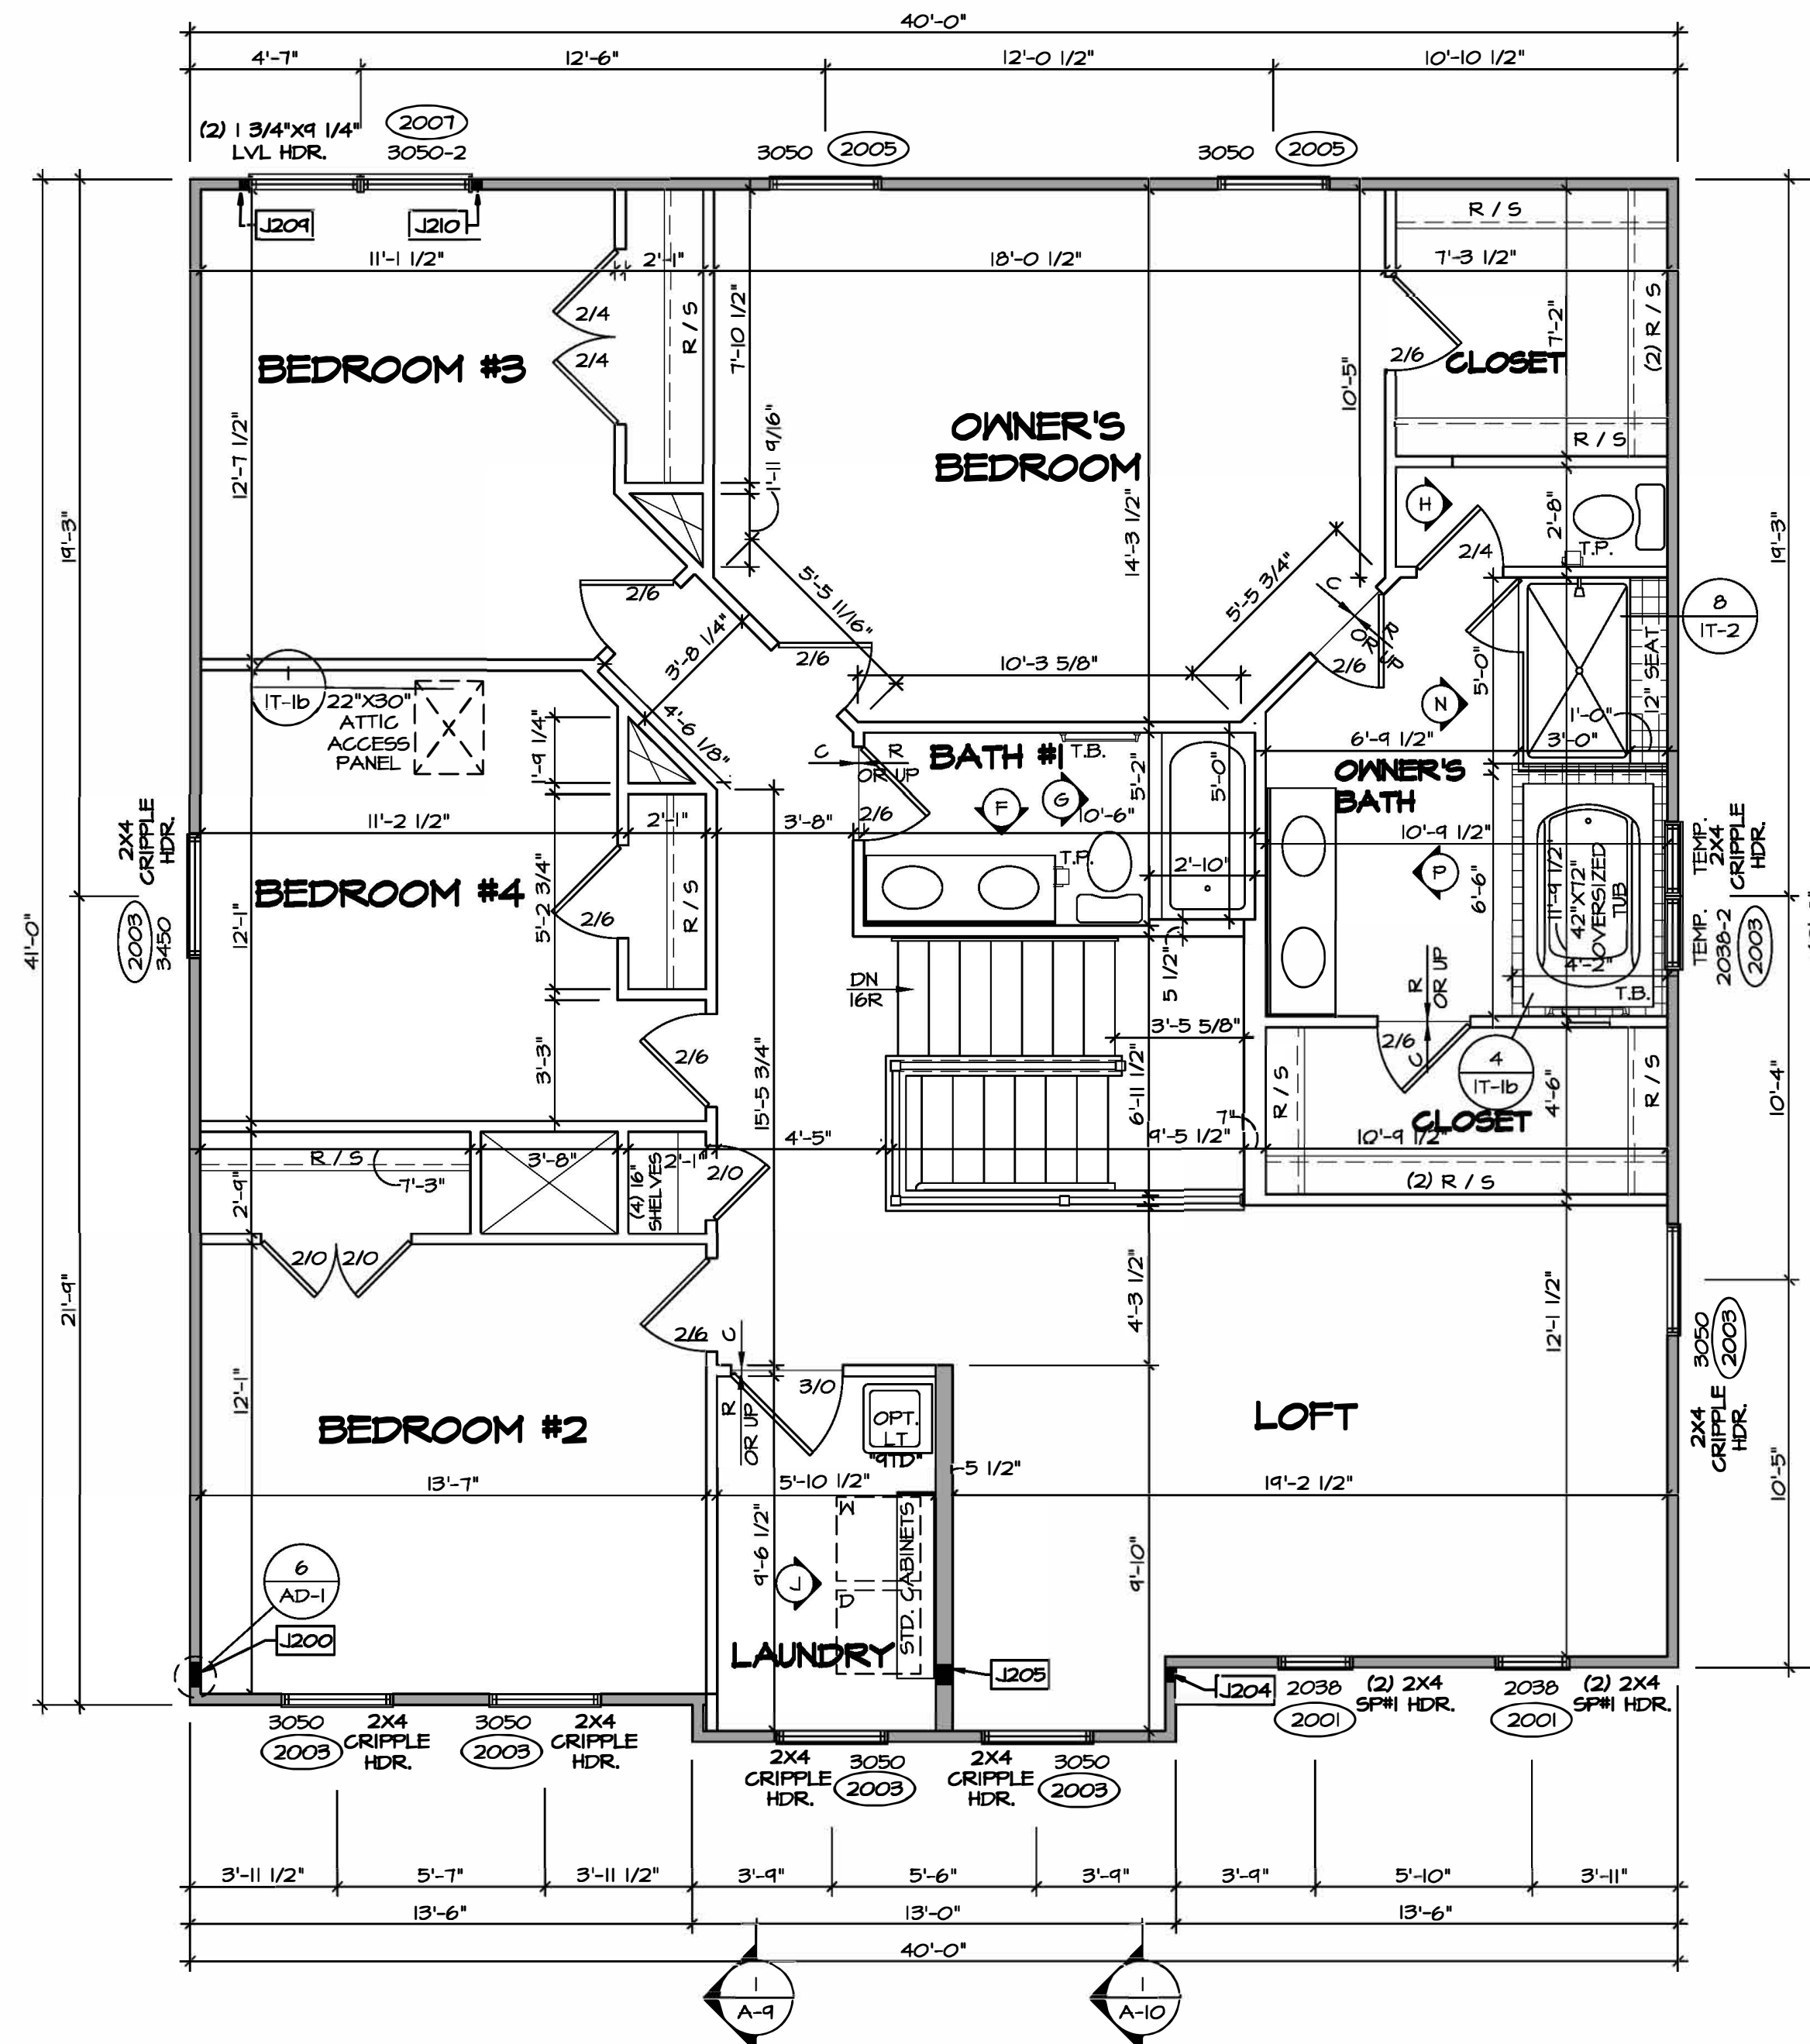 40'-0"
4'-7" 12'-6" 12'-0 1/2" 10'-10 1/2"
(2) 1 3/4"X9 1/4"
LVL HDR.
2007
3050-2
3050 2005
3050 2005
J209 J210
R / S
11'-1 1/2" 2'-1" 18'-0 1/2" 7'-3 1/2"
2/4
2/4
R / S
7'-10 1/2"
BEDROOM #3
12'-7 1/2"
1'-11 9/16"
OWNER'S
BEDROOM
14'-3 1/2"
10'-5"
2/6
CLOSET
7'-2"
(2) R / S
R / S
H
2'-8"
T.P.
2/4
19'-3"
41'-0"
19'-3"
8
IT-2
2/6
5'-5 11/16"
3'-8 1/4"
2/6
5'-5 3/4"
C
R
OR UP
2/6
10'-3 5/8"
5'-0"
12" SEAT
N
1'-0"
6'-9 1/2" 3'-0"
1
IT-1b
22"X30"
ATTIC
ACCESS
PANEL
1'-9 1/4"
4'-6 1/8"
C R
OR UP
BATH #1
T.B.
5'-2"
5'-0"
OWNER'S
BATH
2/6
F
G
10'-6"
11'-2 1/2" 2'-1" 3'-8"
10'-9 1/2"
2X4
CRIPPLE
HDR.
2003
3450
BEDROOM #4
12'-1"
5'-2 3/4"
2/6
R / S
T.P.
2'-10"
P
6'-6"
11'-9 1/2"
42"X12"
OVERSIZED
TUB
4'-2"
T.B.
TEMP.
2X4
CRIPPLE
HDR.
TEMP.
2038-2
2003
DN
16R
5 1/2"
R
OR UP
3'-5 5/8"
2/6
C
4
IT-1b
3'-3"
2/6
15'-5 3/4"
6'-11 1/2"
R / S
4'-6"
R / S
CLOSET
10'-4"
7"
4'-5" 9'-5 1/2" 10'-9 1/2"
R / S
7'-3"
3'-8"
2'-1"
(4) 16"
SHELVES
2/0
(2) R / S
2'-9"
2/0 2/0
21'-9"
4'-3 1/2"
12'-1 1/2"
3050
2003
2X4
CRIPPLE
HDR.
2/6
C
R
OR UP
3/0
OPT.
LT
"9TD"
12'-1"
BEDROOM #2
LOFT
5 1/2"
13'-7" 5'-10 1/2" 19'-2 1/2"
10'-5"
9'-6 1/2"
W
D
STD. CABINETS
L
9'-10"
6
AD-1
J200
LAUNDRY
J205
J204
3050
2003
2X4
CRIPPLE
HDR.
3050
2003
2X4
CRIPPLE
HDR.
2X4
CRIPPLE
HDR.
3050
2003
2X4
CRIPPLE
HDR.
3050
2003
2038
2001
(2) 2X4
SP#1 HDR.
2038
2001
(2) 2X4
SP#1 HDR.
3'-11 1/2" 5'-7" 3'-11 1/2" 3'-9" 5'-6" 3'-9" 3'-9" 5'-10" 3'-11"
13'-6" 13'-0" 13'-6"
40'-0"
1
A-9
1
A-10